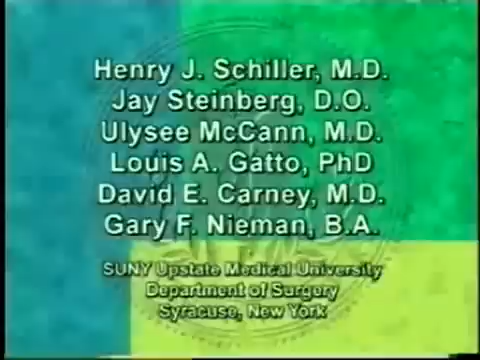 Henry J. Schiller, M.D.
Jay Steinberg, D.O.
Ulysee McCann, M.D.
Louis A. Gatto, PhD
David E. Carney, M.D.
Gary F. Nieman, B.A.
SUNY Upstate Medical University
Department of Surgery
Syracuse, New York